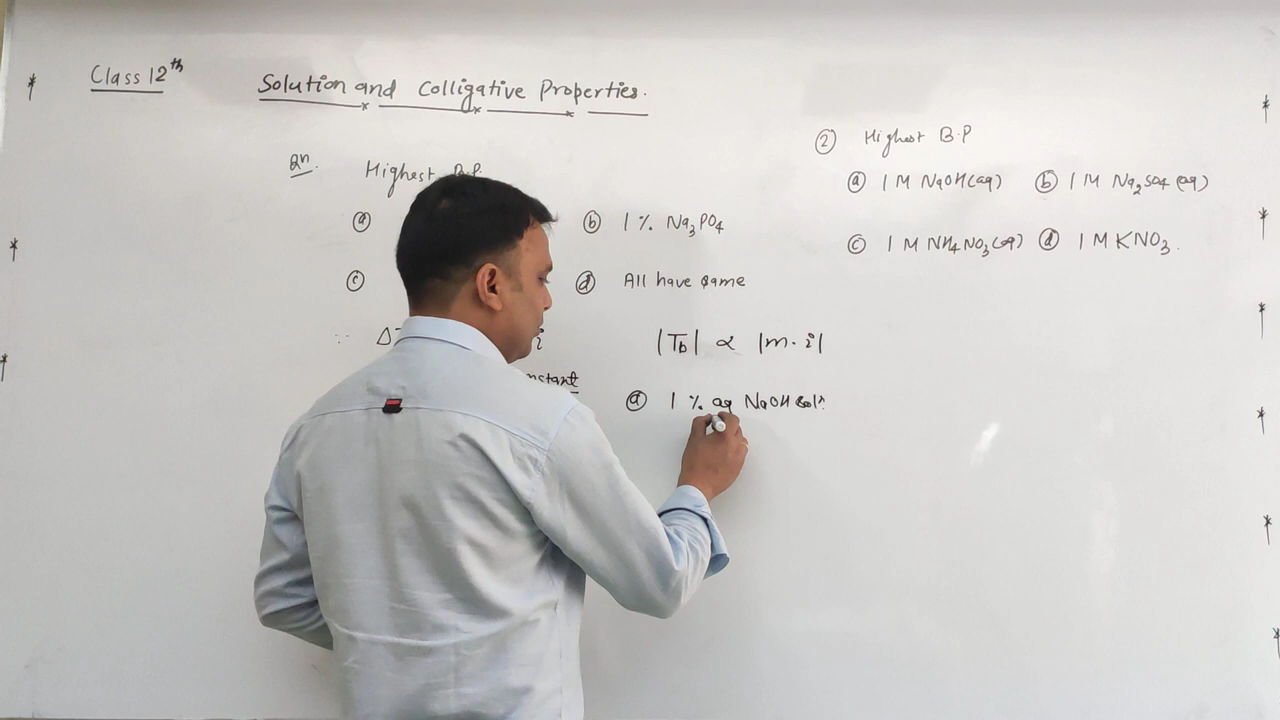 Class 12th
Solution and Colligative Properties.
Qn. Highest B.P.
ⓐ
ⓑ 1 % Na3PO4
ⓒ
ⓓ All have same
∵ Δ i
|Tb| ∝ |m. i|
ⓐ 1 % aq NaOH soln.
② Highest B.P
ⓐ 1 M NaOH(aq) ⓑ 1 M Na2SO4 (aq)
ⓒ 1 M NH4NO3(aq) ⓓ 1 M KNO3.